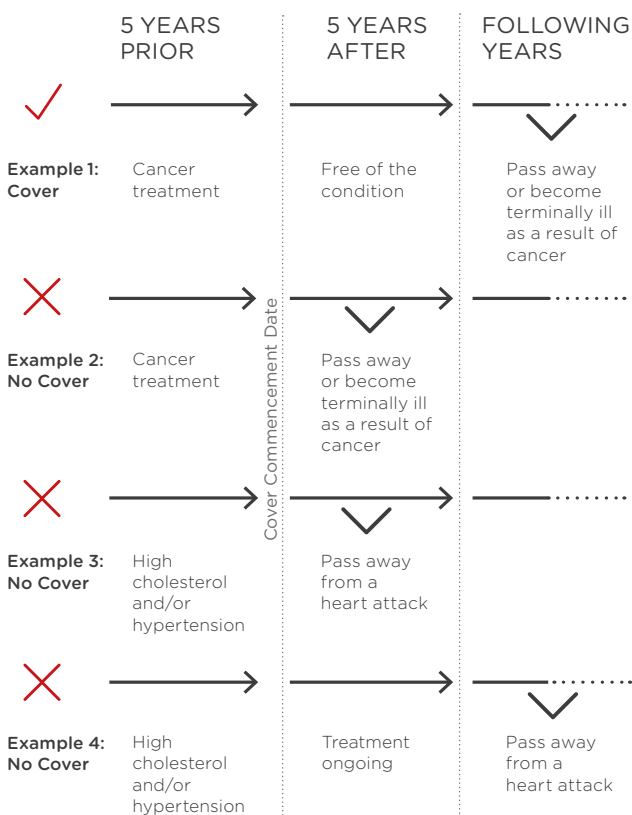 5 YEARS
PRIOR
5 YEARS
AFTER
FOLLOWING
YEARS
Example 1:
Cover
Cancer
treatment
Free of the
condition
Pass away
or become
terminally ill
as a result of
cancer
Cover Commencement Date
Example 2:
No Cover
Cancer
treatment
Pass away
or become
terminally ill
as a result of
cancer
Example 3:
No Cover
High
cholesterol
and/or
hypertension
Pass away
from a
heart attack
Example 4:
No Cover
High
cholesterol
and/or
hypertension
Treatment
ongoing
Pass away
from a
heart attack